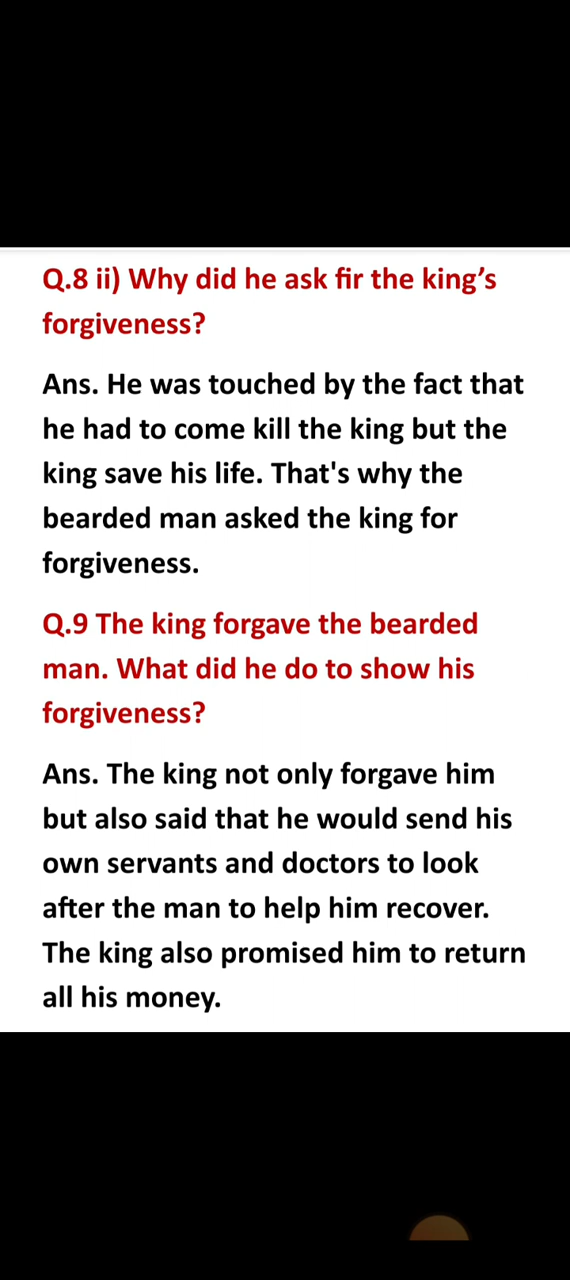 Q.8 ii) Why did he ask fir the king’s
forgiveness?
Ans. He was touched by the fact that
he had to come kill the king but the
king save his life. That's why the
bearded man asked the king for
forgiveness.
Q.9 The king forgave the bearded
man. What did he do to show his
forgiveness?
Ans. The king not only forgave him
but also said that he would send his
own servants and doctors to look
after the man to help him recover.
The king also promised him to return
all his money.